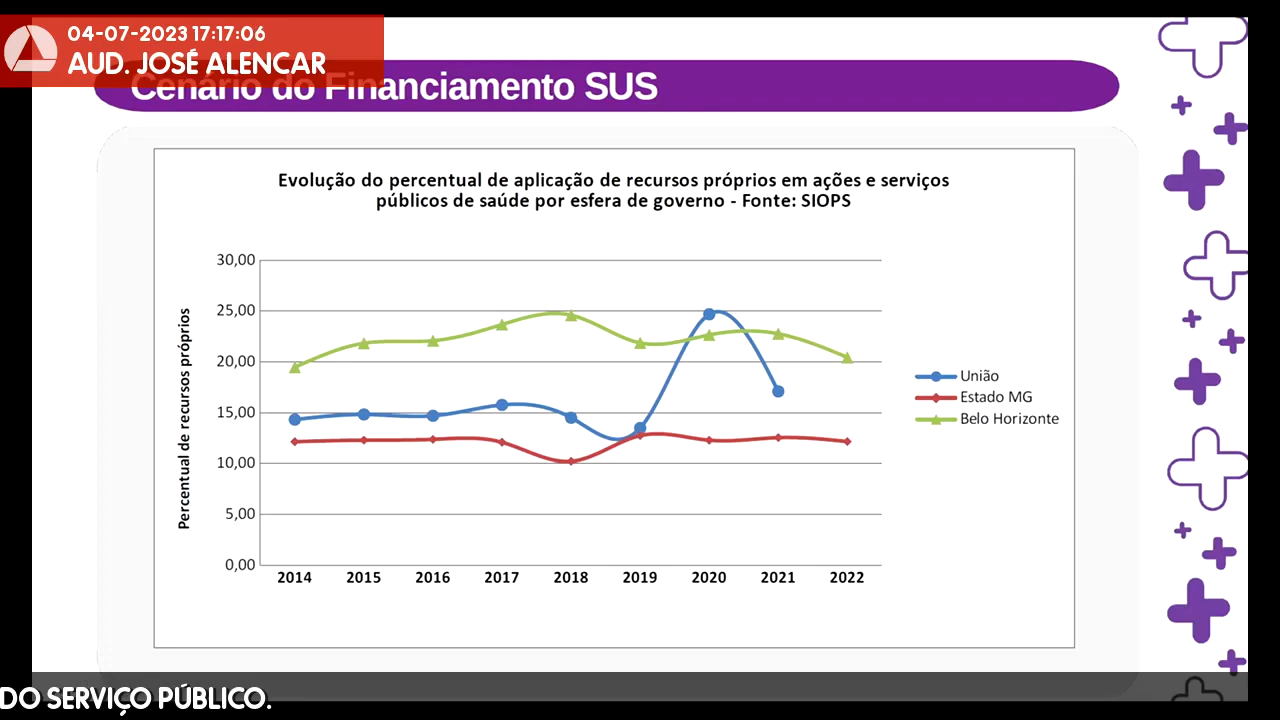 04-07-2023 17:17:06
AUD. JOSÉ ALENCAR
Cenário do Financiamento SUS
Evolução do percentual de aplicação de recursos próprios em ações e serviços
públicos de saúde por esfera de governo - Fonte: SIOPS
Percentual de recursos próprios
30,00
25,00
20,00
15,00
10,00
5,00
0,00
2014 2015 2016 2017 2018 2019 2020 2021 2022
União
Estado MG
Belo Horizonte
DO SERVIÇO PÚBLICO.